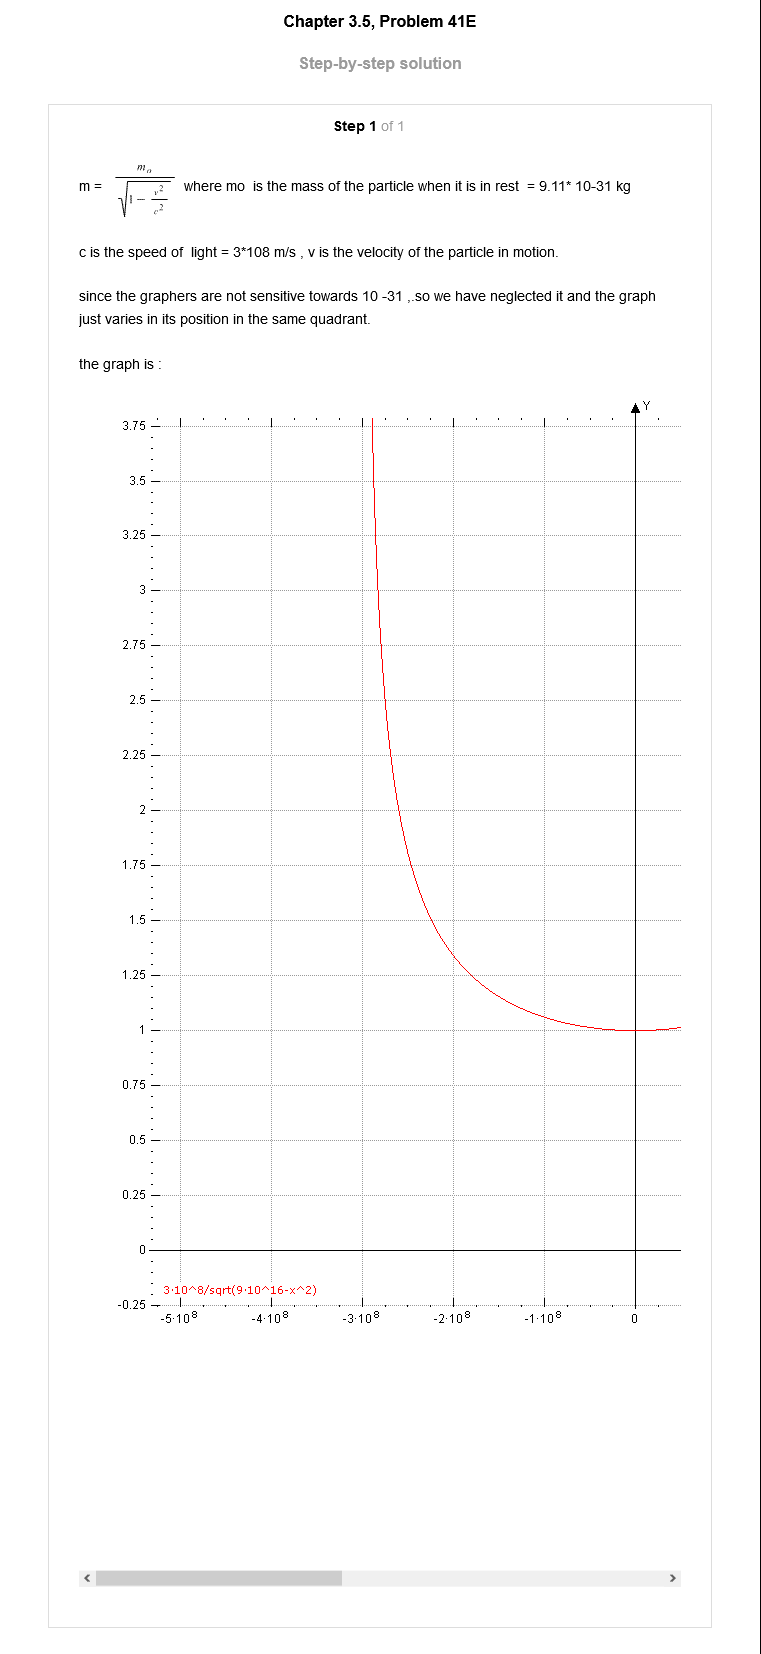 Chapter 3.5, Problem 41E
Step-by-step solution
Step 1 of 1
m = m₀ / √(1 − v²/c²) where mo is the mass of the particle when it is in rest = 9.11* 10-31 kg
c is the speed of light = 3*108 m/s , v is the velocity of the particle in motion.
since the graphers are not sensitive towards 10 -31 ,.so we have neglected it and the graph
just varies in its position in the same quadrant.
the graph is :
Y
3.75
3.5
3.25
3
2.75
2.5
2.25
2
1.75
1.5
1.25
1
0.75
0.5
0.25
0
3·10^8/sqrt(9·10^16-x^2)
-0.25
-5·10⁸ -4·10⁸ -3·10⁸ -2·10⁸ -1·10⁸ 0